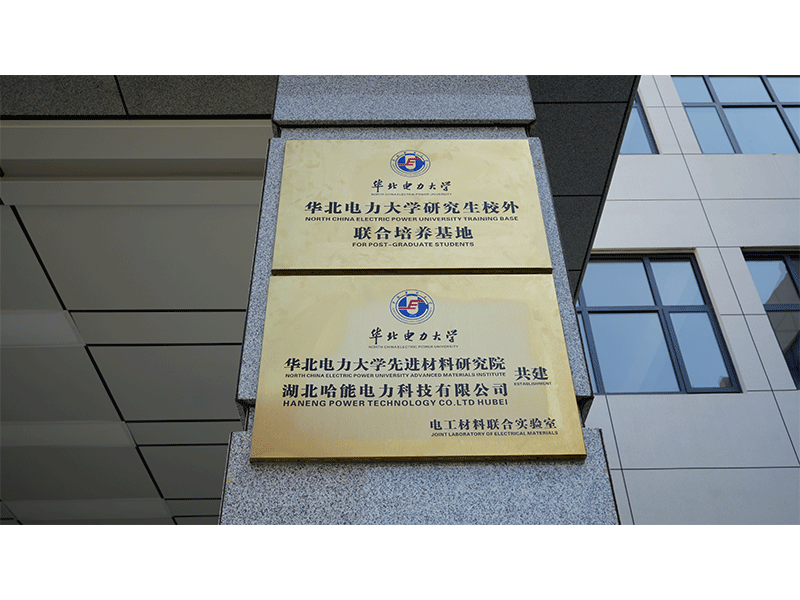 华北电力大学
NORTH CHINA ELECTRIC POWER UNIVERSITY
华北电力大学研究生校外
NORTH CHINA ELECTRIC POWER UNIVERSITY TRAINING BASE
联合培养基地
FOR POST-GRADUATE STUDENTS
华北电力大学
NORTH CHINA ELECTRIC POWER UNIVERSITY
华北电力大学先进材料研究院
NORTH CHINA ELECTRIC POWER UNIVERSITY ADVANCED MATERIALS INSTITUTE
共建
ESTABLISHMENT
湖北哈能电力科技有限公司
HANENG POWER TECHNOLOGY CO.LTD HUBEI
电工材料联合实验室
JOINT LABORATORY OF ELECTRICAL MATERIALS